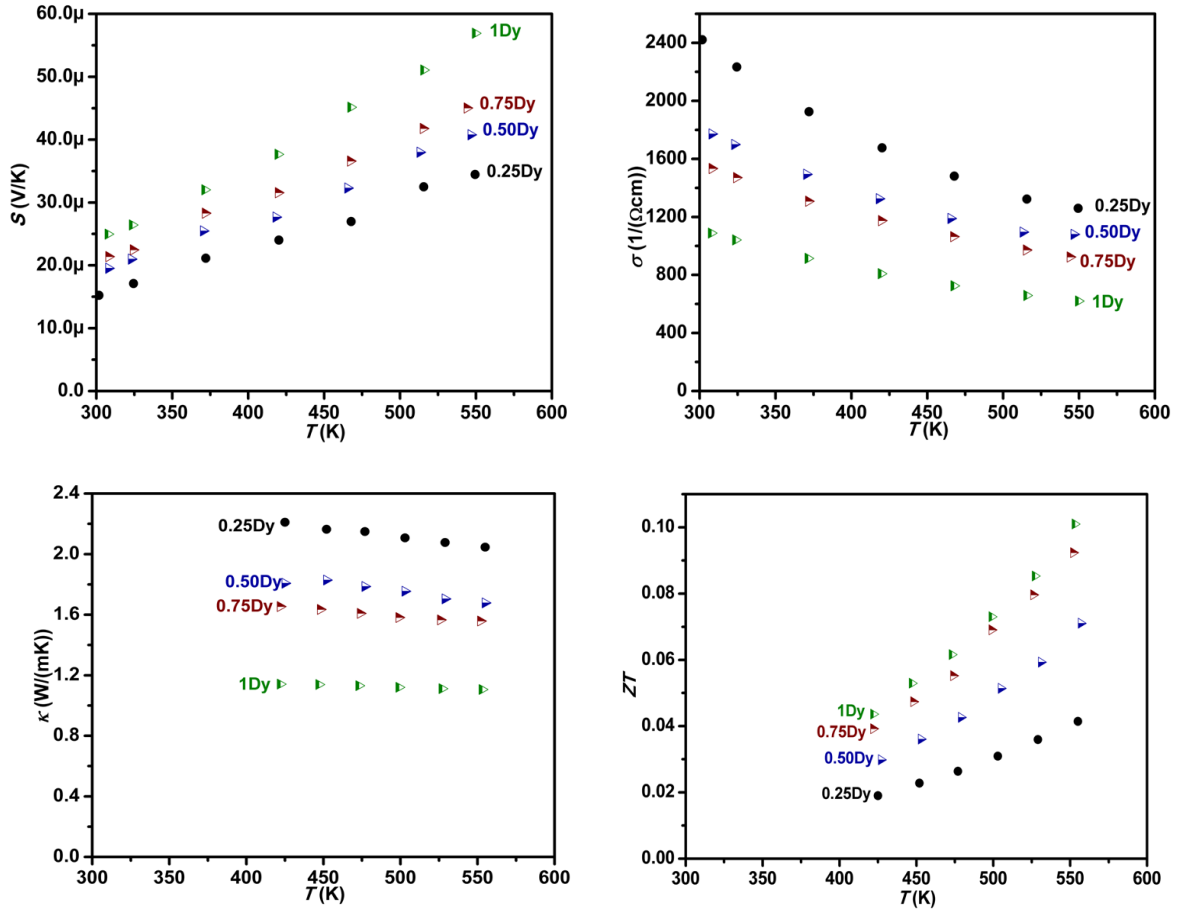 60.0µ
50.0µ
40.0µ
30.0µ
20.0µ
10.0µ
0.0
S (V/K)
1Dy
0.75Dy
0.50Dy
0.25Dy
300 350 400 450 500 550 600
T (K)
2400
2000
1600
1200
800
400
0
σ (1/(Ωcm))
0.25Dy
0.50Dy
0.75Dy
1Dy
300 350 400 450 500 550 600
T (K)
2.4
2.0
1.6
1.2
0.8
0.4
0.0
κ (W/(mK))
0.25Dy
0.50Dy
0.75Dy
1Dy
300 350 400 450 500 550 600
T (K)
0.10
0.08
0.06
0.04
0.02
0.00
ZT
1Dy
0.75Dy
0.50Dy
0.25Dy
300 350 400 450 500 550 600
T (K)